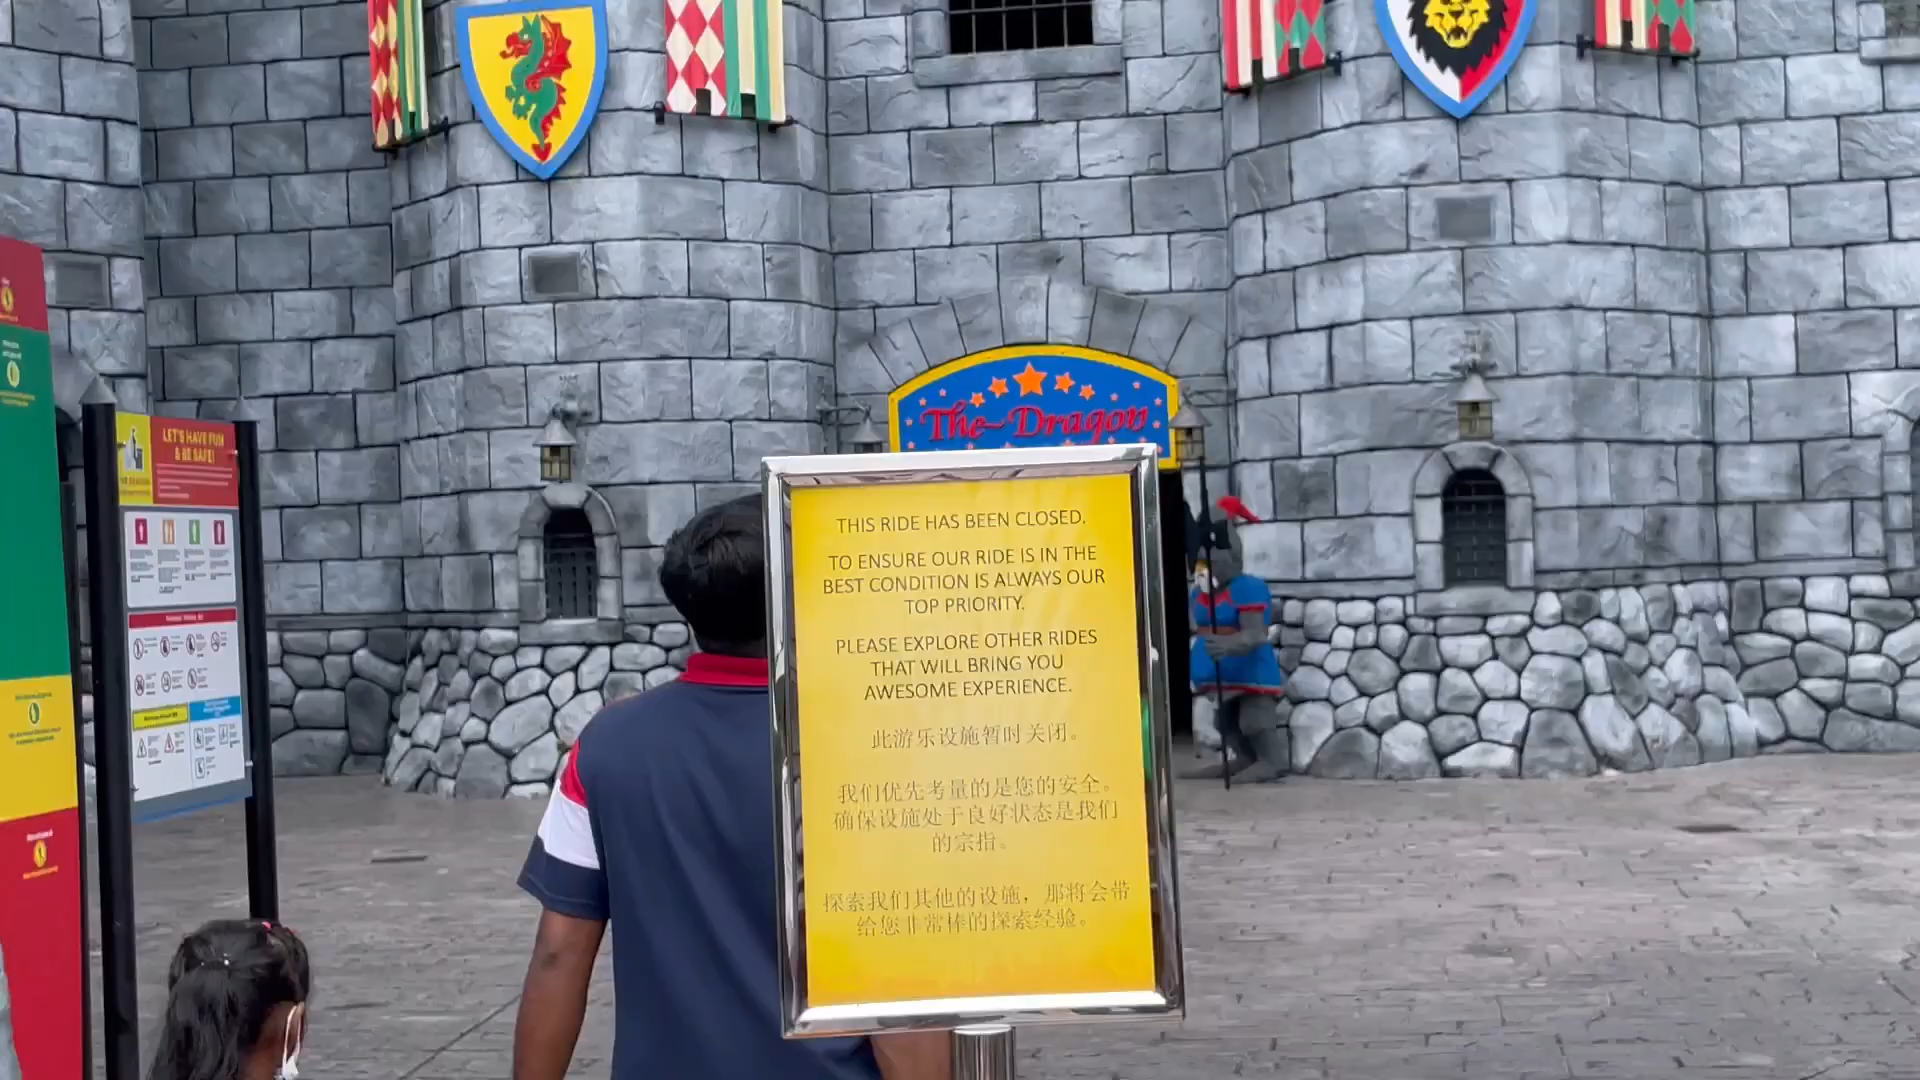 The Dragon
LET'S HAVE FUN
& BE SAFE!
THIS RIDE HAS BEEN CLOSED.
TO ENSURE OUR RIDE IS IN THE
BEST CONDITION IS ALWAYS OUR
TOP PRIORITY.
PLEASE EXPLORE OTHER RIDES
THAT WILL BRING YOU
AWESOME EXPERIENCE.
此游乐设施暂时关闭。
我们优先考量的是您的安全。
确保设施处于良好状态是我们
的宗指。
探索我们其他的设施，那将会带
给您非常棒的探索经验。